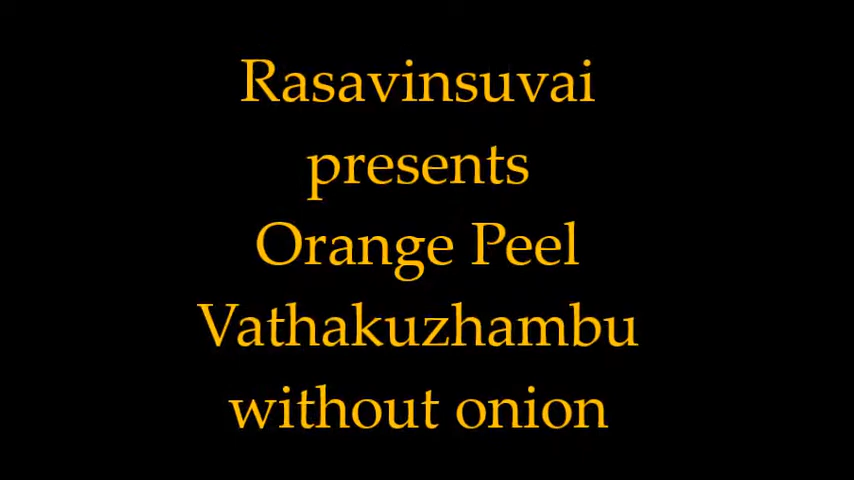 Rasavinsuvai
presents
Orange Peel
Vathakuzhambu
without onion